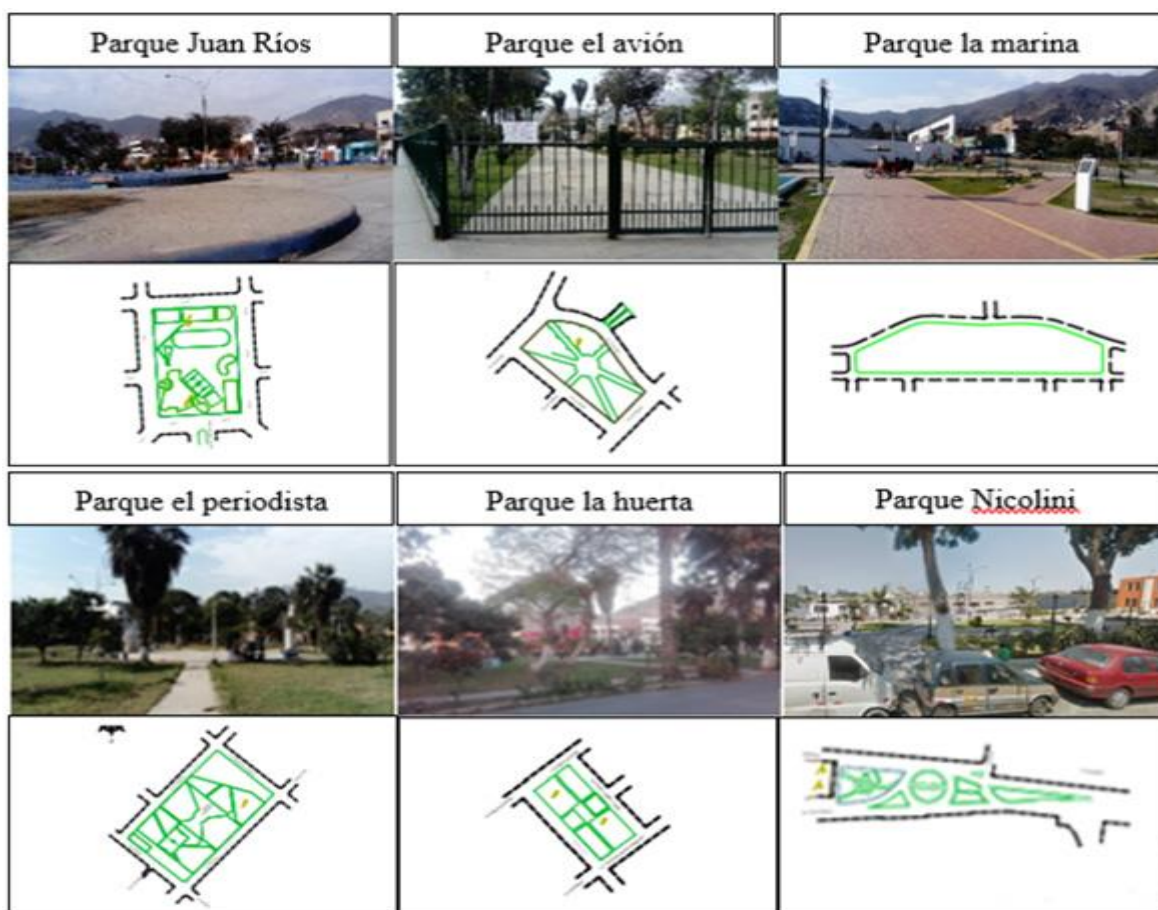 Parque Juan Ríos
Parque el avión
Parque la marina
Parque el periodista
Parque la huerta
Parque Nicolini